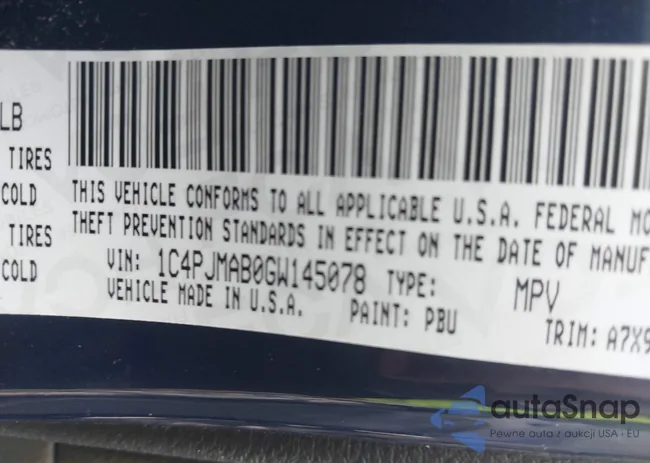 LB
TIRES
COLD
TIRES
COLD
THIS VEHICLE CONFORMS TO ALL APPLICABLE U.S.A. FEDERAL MO
THEFT PREVENTION STANDARDS IN EFFECT ON THE DATE OF MANUF
VIN: 1C4PJMAB0GW145078 TYPE: MPV
VEHICLE MADE IN U.S.A. PAINT: PBU TRIM: A7X9
autaSnap
Pewne auta z aukcji USA - EU